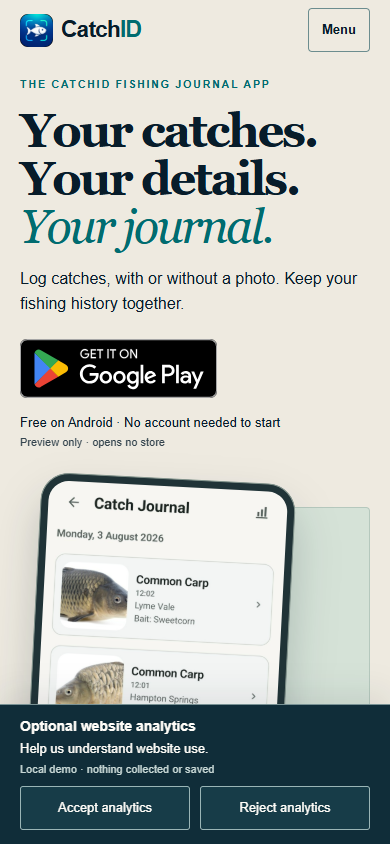 CatchID
Menu
THE CATCHID FISHING JOURNAL APP
Your catches.
Your details.
Your journal.
Log catches, with or without a photo. Keep your
fishing history together.
GET IT ON
Google Play
Free on Android · No account needed to start
Preview only · opens no store
Catch Journal
Monday, 3 August 2026
Common Carp
12:02
Lyme Vale
Bait: Sweetcorn
Common Carp
12:01
Hampton Springs
Optional website analytics
Help us understand website use.
Local demo · nothing collected or saved
Accept analytics
Reject analytics